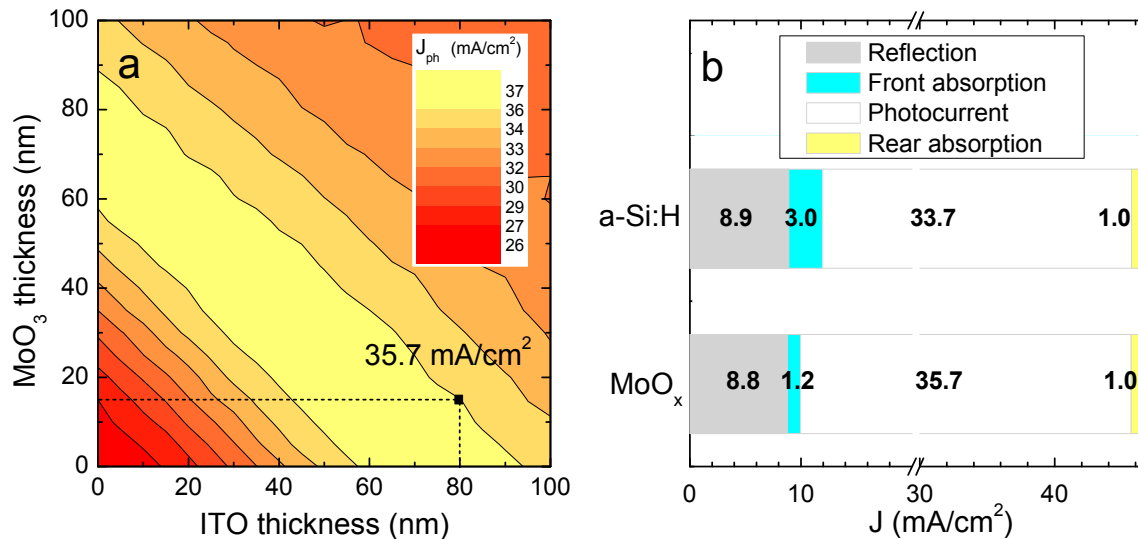 a
J_ph (mA/cm²)
37
36
34
33
32
30
29
27
26
35.7 mA/cm²
100
80
60
40
20
0
MoO₃ thickness (nm)
0 20 40 60 80 100
ITO thickness (nm)
b
Reflection
Front absorption
Photocurrent
Rear absorption
a-Si:H
8.9 3.0 33.7 1.0
MoOₓ
8.8 1.2 35.7 1.0
0 10 30 40
J (mA/cm²)